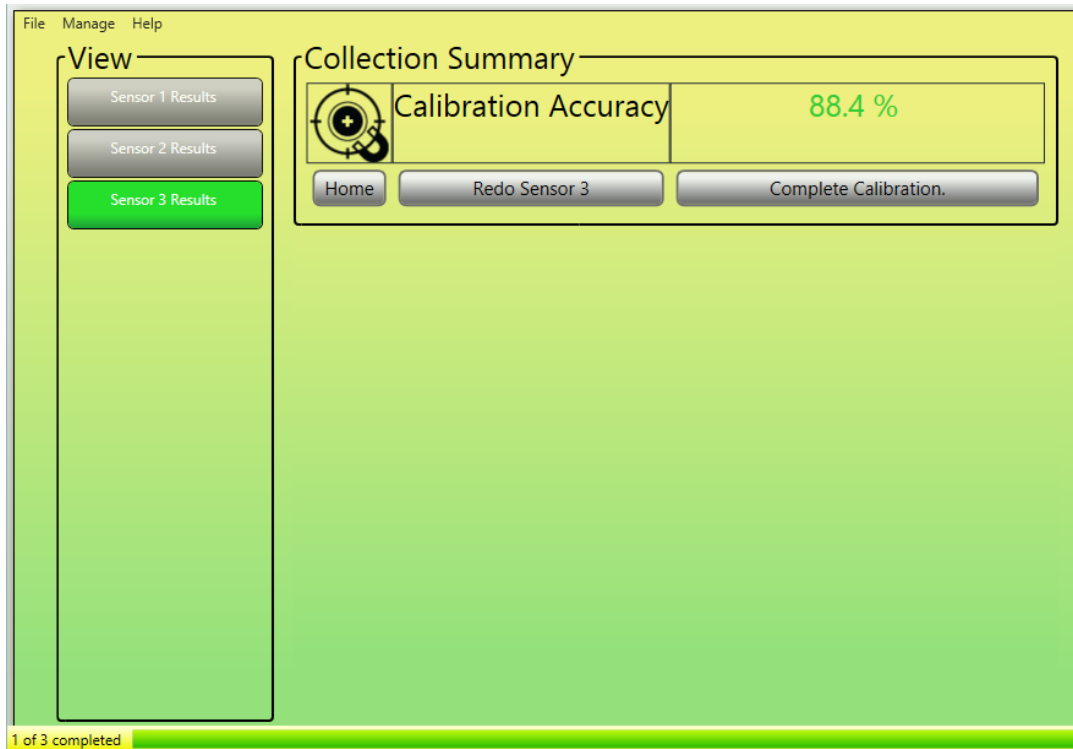 File Manage Help
View
Sensor 1 Results
Sensor 2 Results
Sensor 3 Results
Collection Summary
Calibration Accuracy 88.4 %
Home Redo Sensor 3 Complete Calibration.
1 of 3 completed